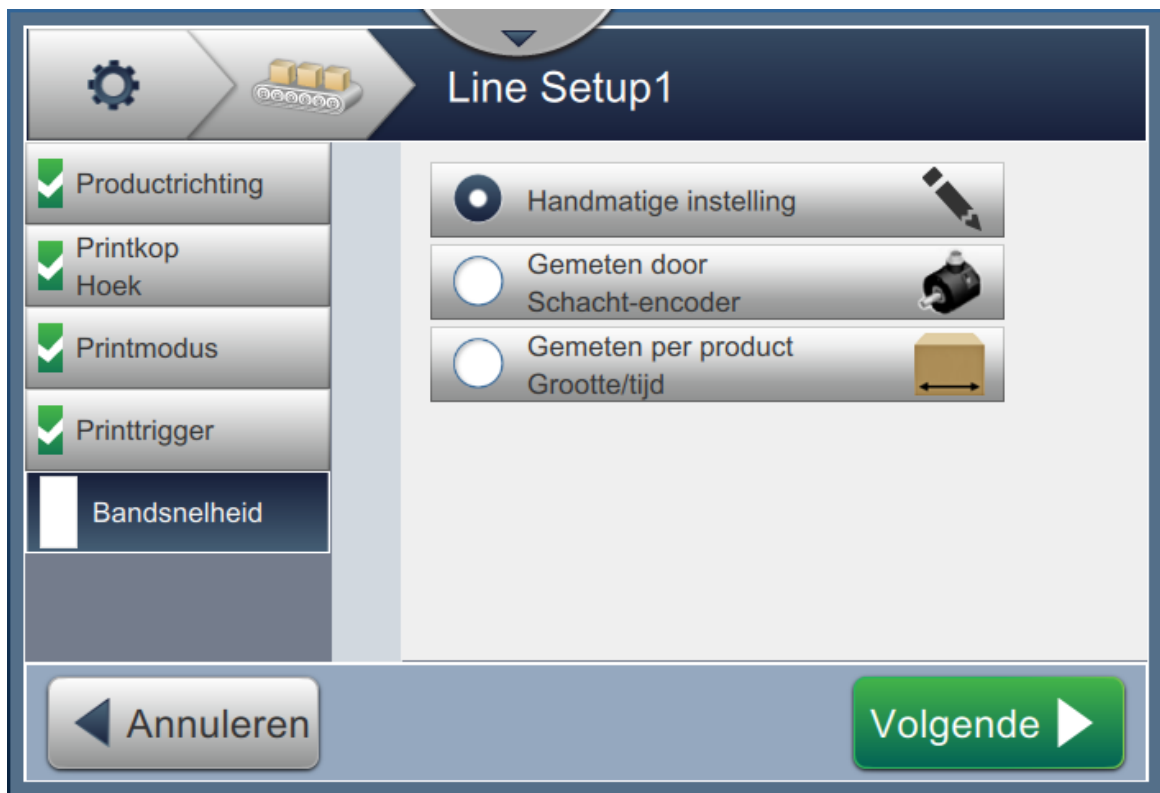 Line Setup1
Productrichting
Printkop
Hoek
Printmodus
Printtrigger
Bandsnelheid
Handmatige instelling
Gemeten door
Schacht-encoder
Gemeten per product
Grootte/tijd
Annuleren
Volgende